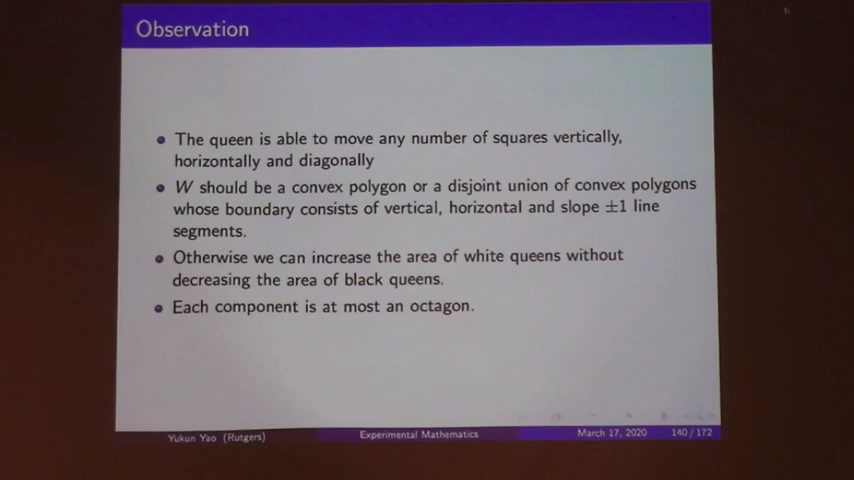 Observation
The queen is able to move any number of squares vertically,
horizontally and diagonally
W should be a convex polygon or a disjoint union of convex polygons
whose boundary consists of vertical, horizontal and slope ±1 line
segments.
Otherwise we can increase the area of white queens without
decreasing the area of black queens.
Each component is at most an octagon.
Yukun Yao (Rutgers) Experimental Mathematics March 17, 2020 140 / 172